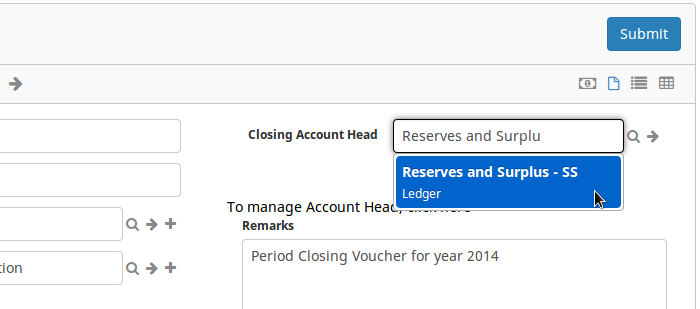 Submit
Closing Account Head
Reserves and Surplu
Reserves and Surplus - SS
Ledger
To manage Account Head, click here
Remarks
tion
Period Closing Voucher for year 2014